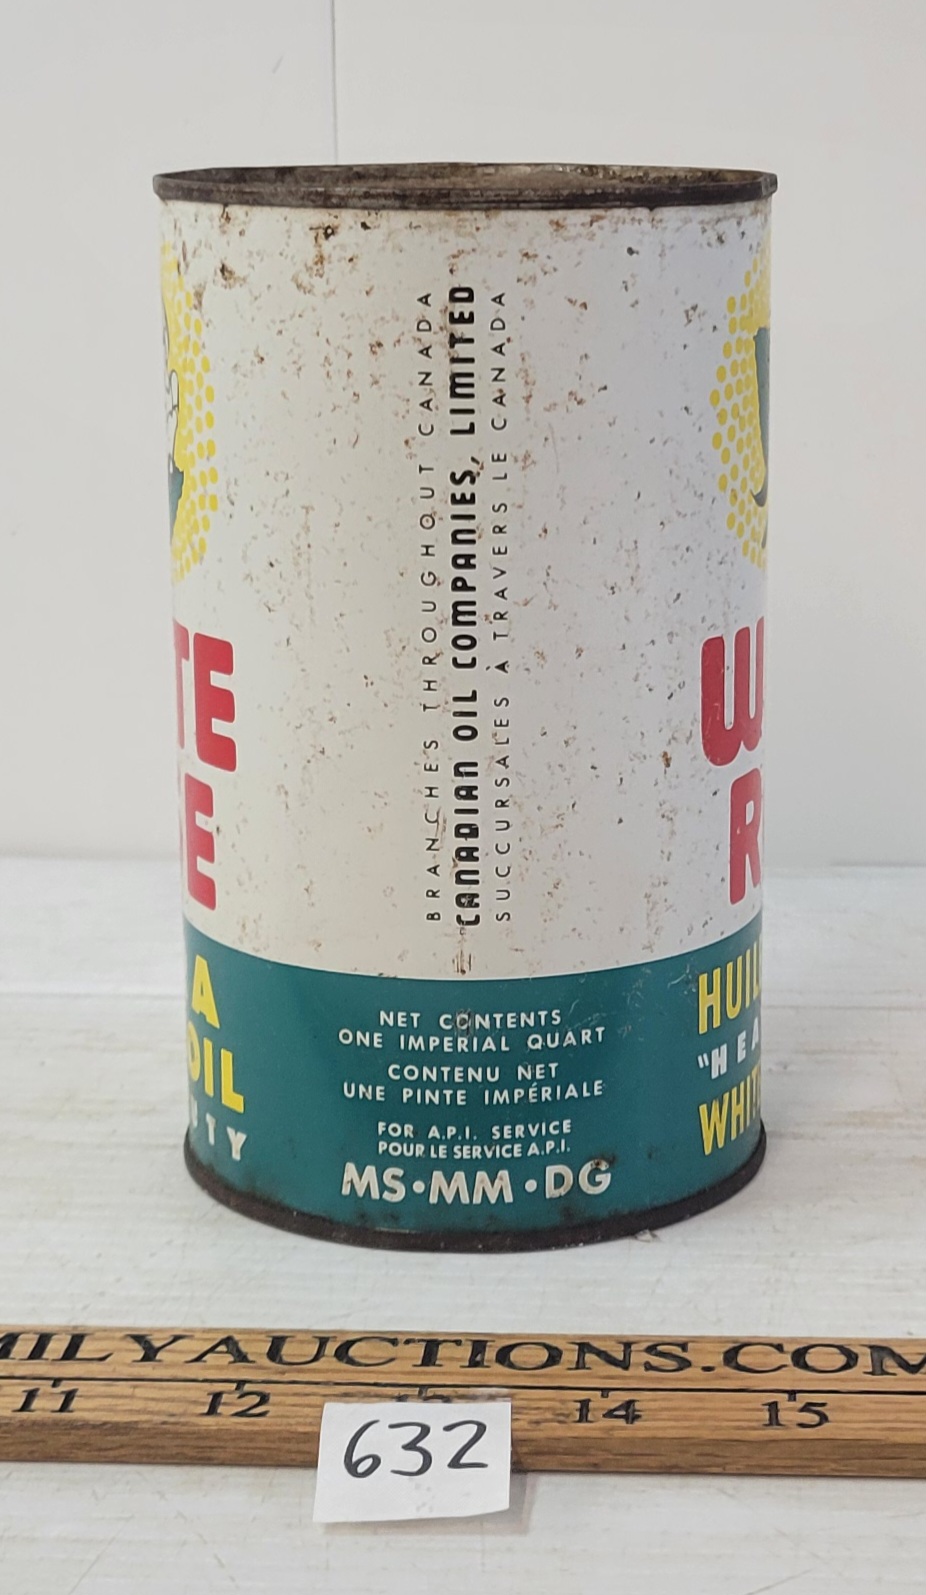 BRANCHES THROUGHOUT CANADA
CANADIAN OIL COMPANIES, LIMITED
SUCCURSALES À TRAVERS LE CANADA
TE
E
W
R
A
OIL
TY
NET CONTENTS
ONE IMPERIAL QUART
CONTENU NET
UNE PINTE IMPÉRIALE
FOR A.P.I. SERVICE
POUR LE SERVICE A.P.I.
MS•MM•DG
HUIL
"HEA
WHIT
MILYAUCTIONS.COM
11 12 14 15
632